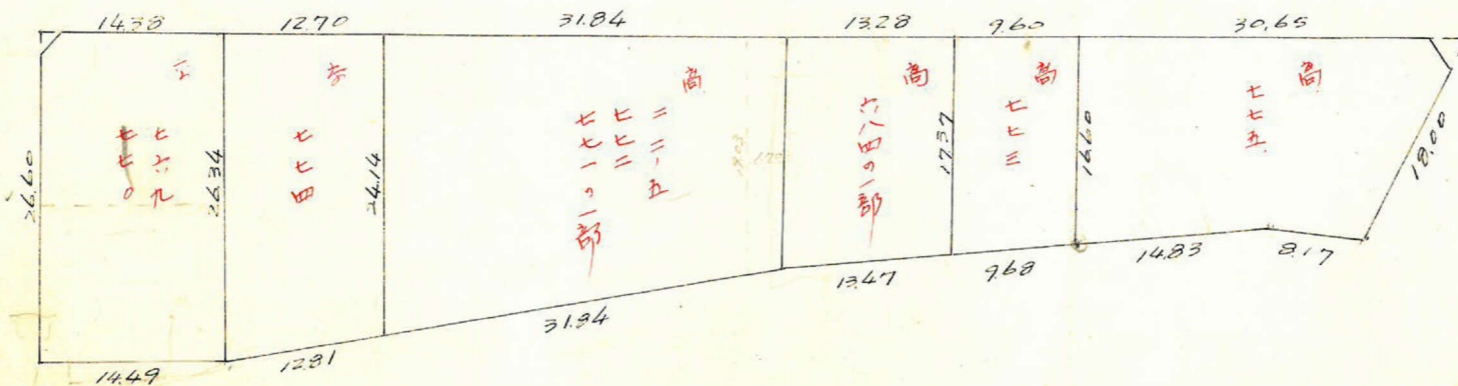 14.38
12.70
31.84
13.28
9.60
30.65
七六九
七七〇
七七四
高
二二-五
七七二
七七一の一部
高
六八四の一部
高
七七三
高
七七五
26.60
26.34
24.14
17.57
16.60
18.00
14.49
12.81
31.94
13.47
9.68
14.83
8.17